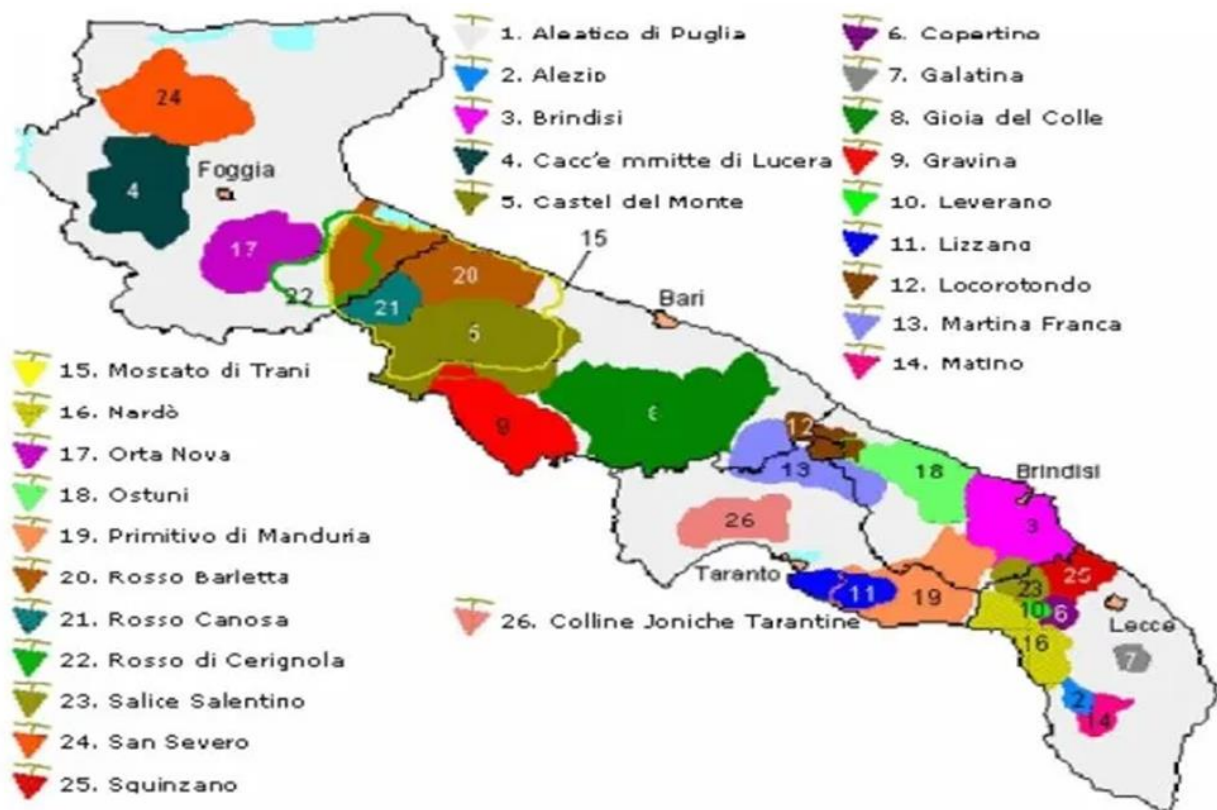 1. Aleatico di Puglia
2. Alezio
3. Brindisi
4. Cacc'e mmitte di Lucera
5. Castel del Monte
6. Copertino
7. Galatina
8. Gioia del Colle
9. Gravina
10. Leverano
11. Lizzano
12. Locorotondo
13. Martina Franca
14. Matino
24
Foggia
4
17
22
15
20
21
5
Bari
8
9
12
13
18
Brindisi
3
26
Taranto
11
19
23
25
10
6
Lecce
16
7
2
14
15. Moscato di Trani
16. Nardò
17. Orta Nova
18. Ostuni
19. Primitivo di Manduria
20. Rosso Barletta
21. Rosso Canosa
22. Rosso di Cerignola
23. Salice Salentino
24. San Severo
25. Squinzano
26. Colline Joniche Tarantine